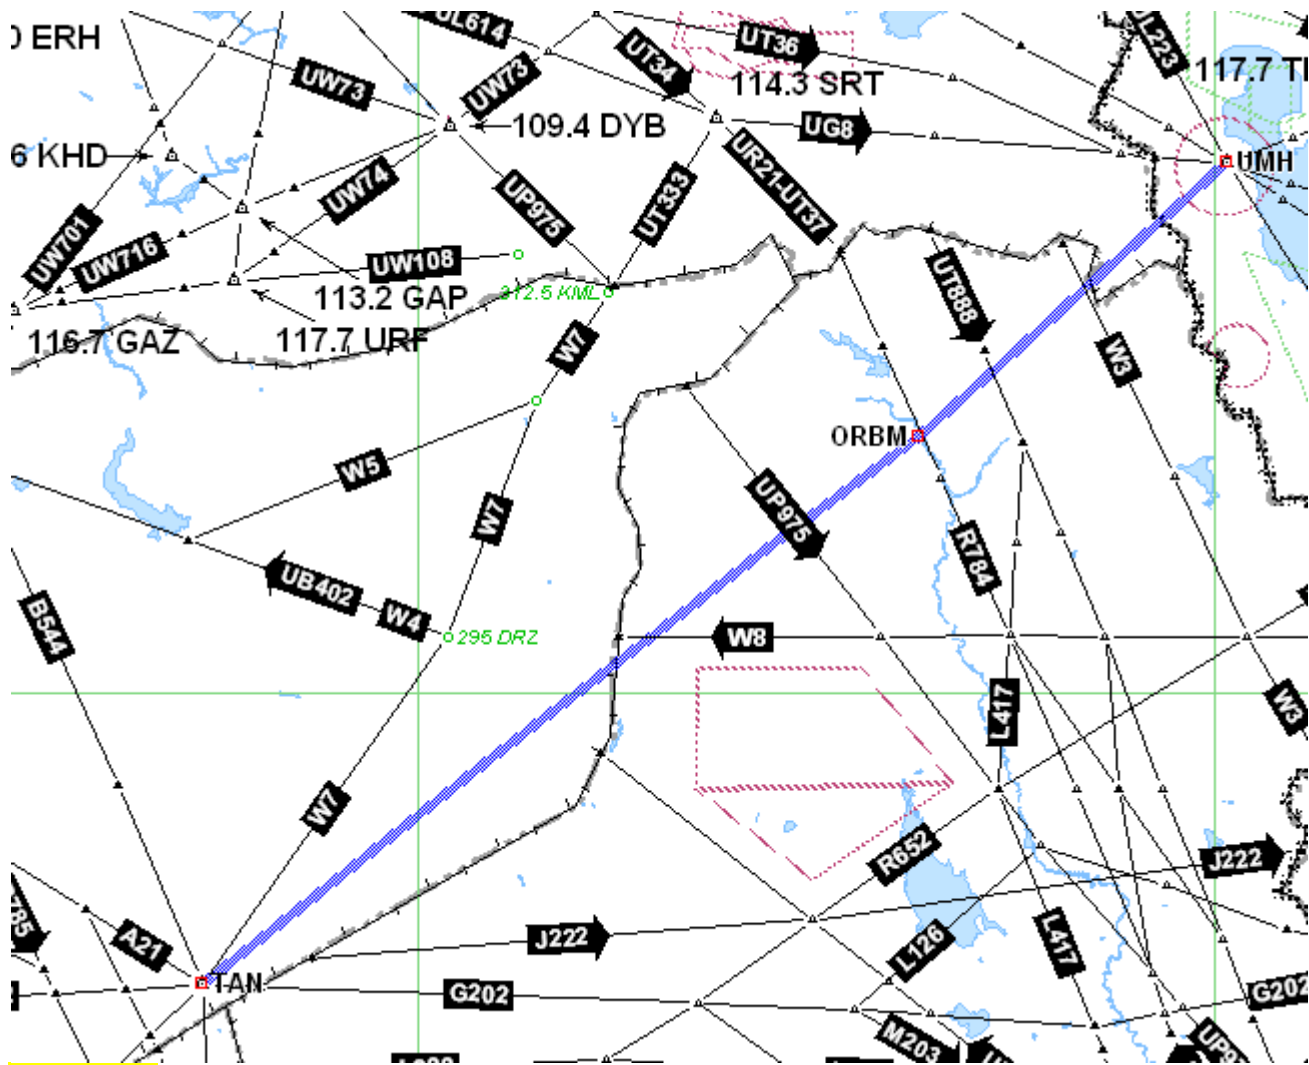 ERH
UL614
UT34
UT36
UL223
UW73
UW73
114.3 SRT
117.7
109.4 DYB
UG8
KHD
UR21-UT37
UMH
UW74
UP975
UT333
UW701
UW716
UW108
UT888
113.2 GAP
312.5 KML
116.7 GAZ
117.7 URF
W7
W3
ORBM
W5
W7
UP975
R784
UB402
W4
295 DRZ
W8
B544
L417
W3
W7
R652
J222
A21
J222
L126
L417
TAN
G202
G202
M203